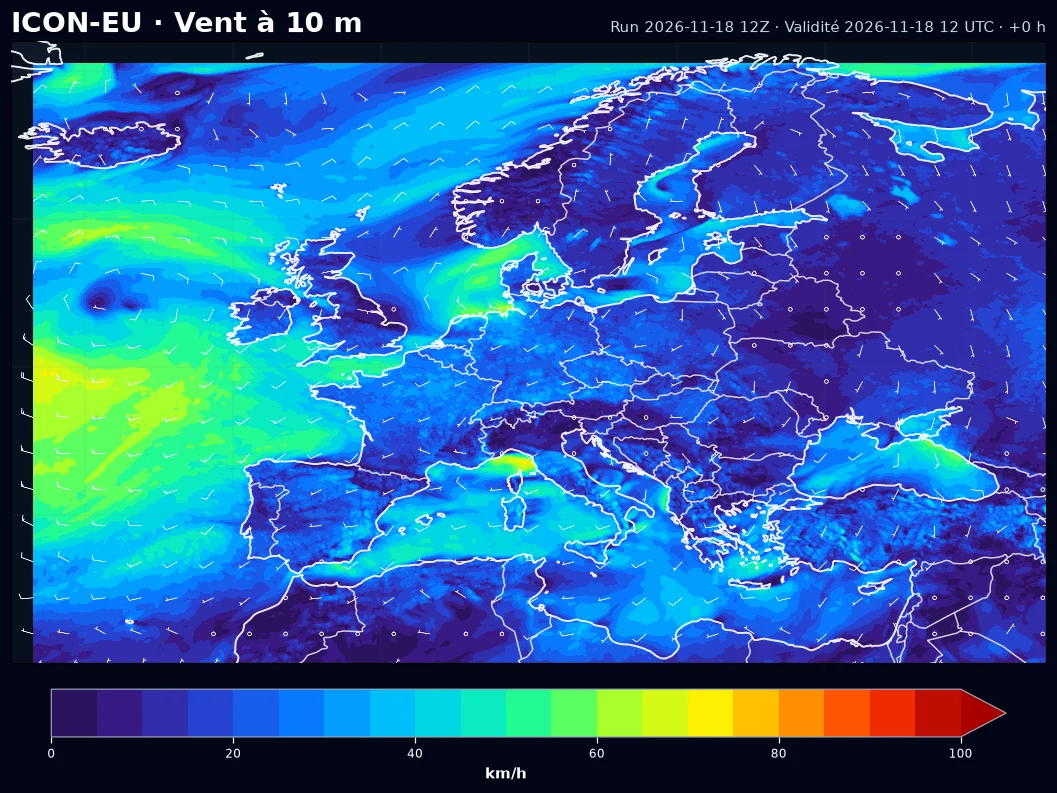 ICON-EU · Vent à 10 m
Run 2026-11-18 12Z · Validité 2026-11-18 12 UTC · +0 h
0 20 40 60 80 100
km/h